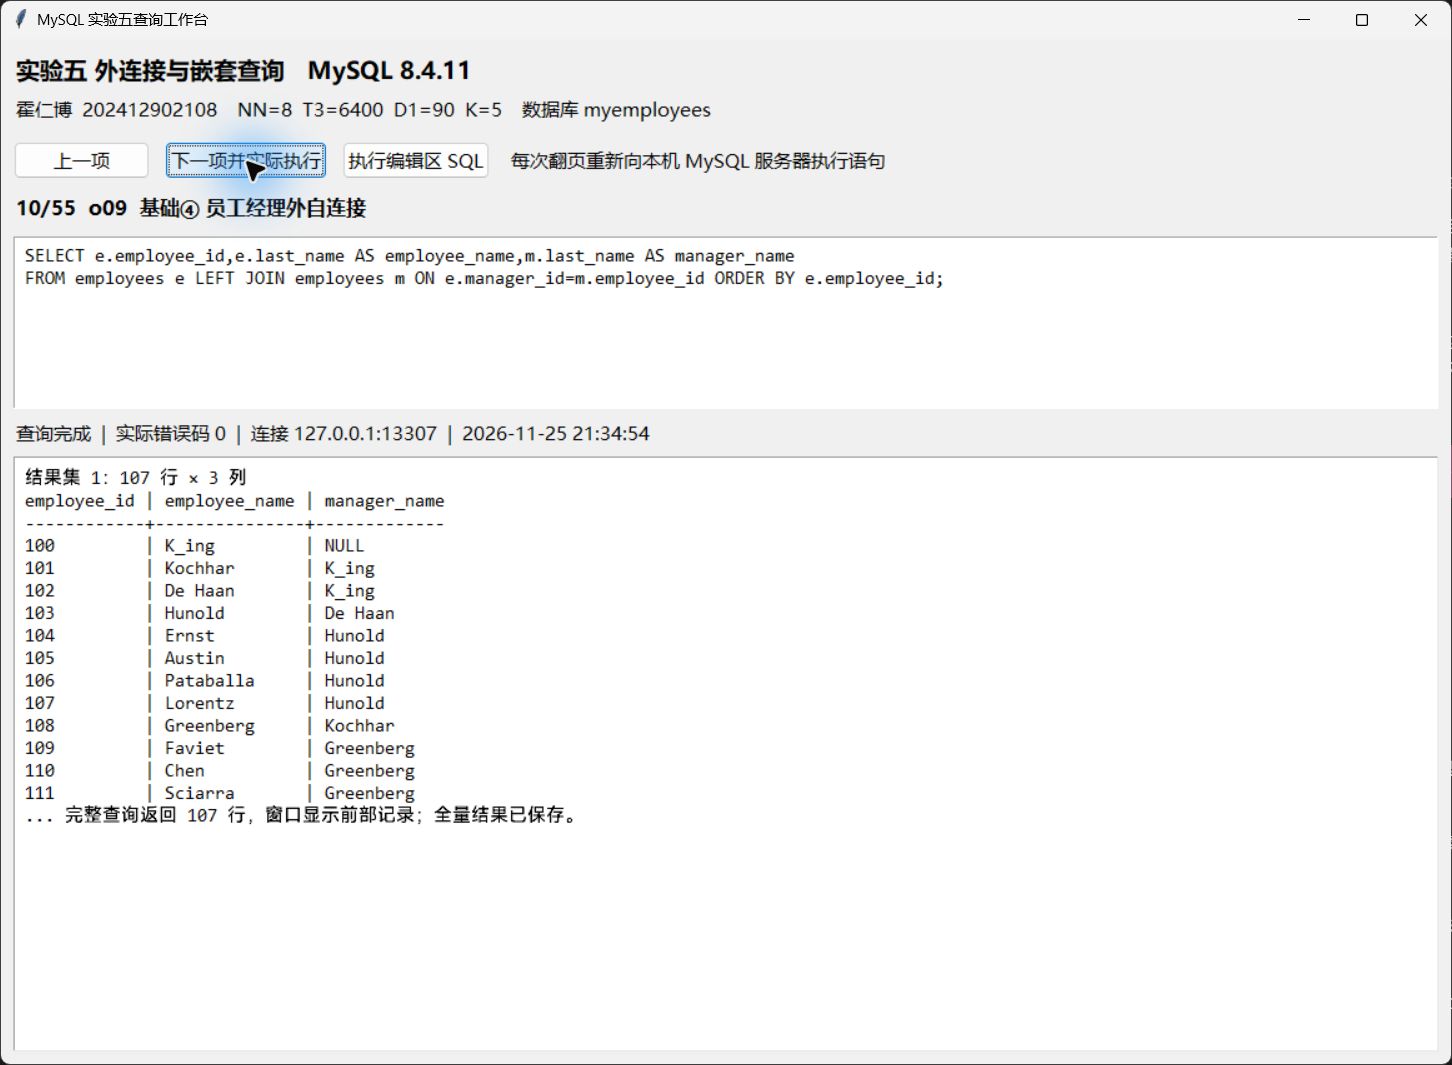 MySQL 实验五查询工作台
实验五 外连接与嵌套查询 MySQL 8.4.11
霍仁博 202412902108 NN=8 T3=6400 D1=90 K=5 数据库 myemployees
上一项 下一项并实际执行 执行编辑区 SQL 每次翻页重新向本机 MySQL 服务器执行语句
10/55 o09 基础④ 员工经理外自连接
SELECT e.employee_id,e.last_name AS employee_name,m.last_name AS manager_name
FROM employees e LEFT JOIN employees m ON e.manager_id=m.employee_id ORDER BY e.employee_id;
查询完成 | 实际错误码 0 | 连接 127.0.0.1:13307 | 2026-11-25 21:34:54
结果集 1: 107 行 × 3 列
employee_id | employee_name | manager_name
------------+---------------+-------------
100         | K_ing         | NULL
101         | Kochhar       | K_ing
102         | De Haan       | K_ing
103         | Hunold        | De Haan
104         | Ernst         | Hunold
105         | Austin        | Hunold
106         | Pataballa     | Hunold
107         | Lorentz       | Hunold
108         | Greenberg     | Kochhar
109         | Faviet        | Greenberg
110         | Chen          | Greenberg
111         | Sciarra       | Greenberg
... 完整查询返回 107 行，窗口显示前部记录；全量结果已保存。